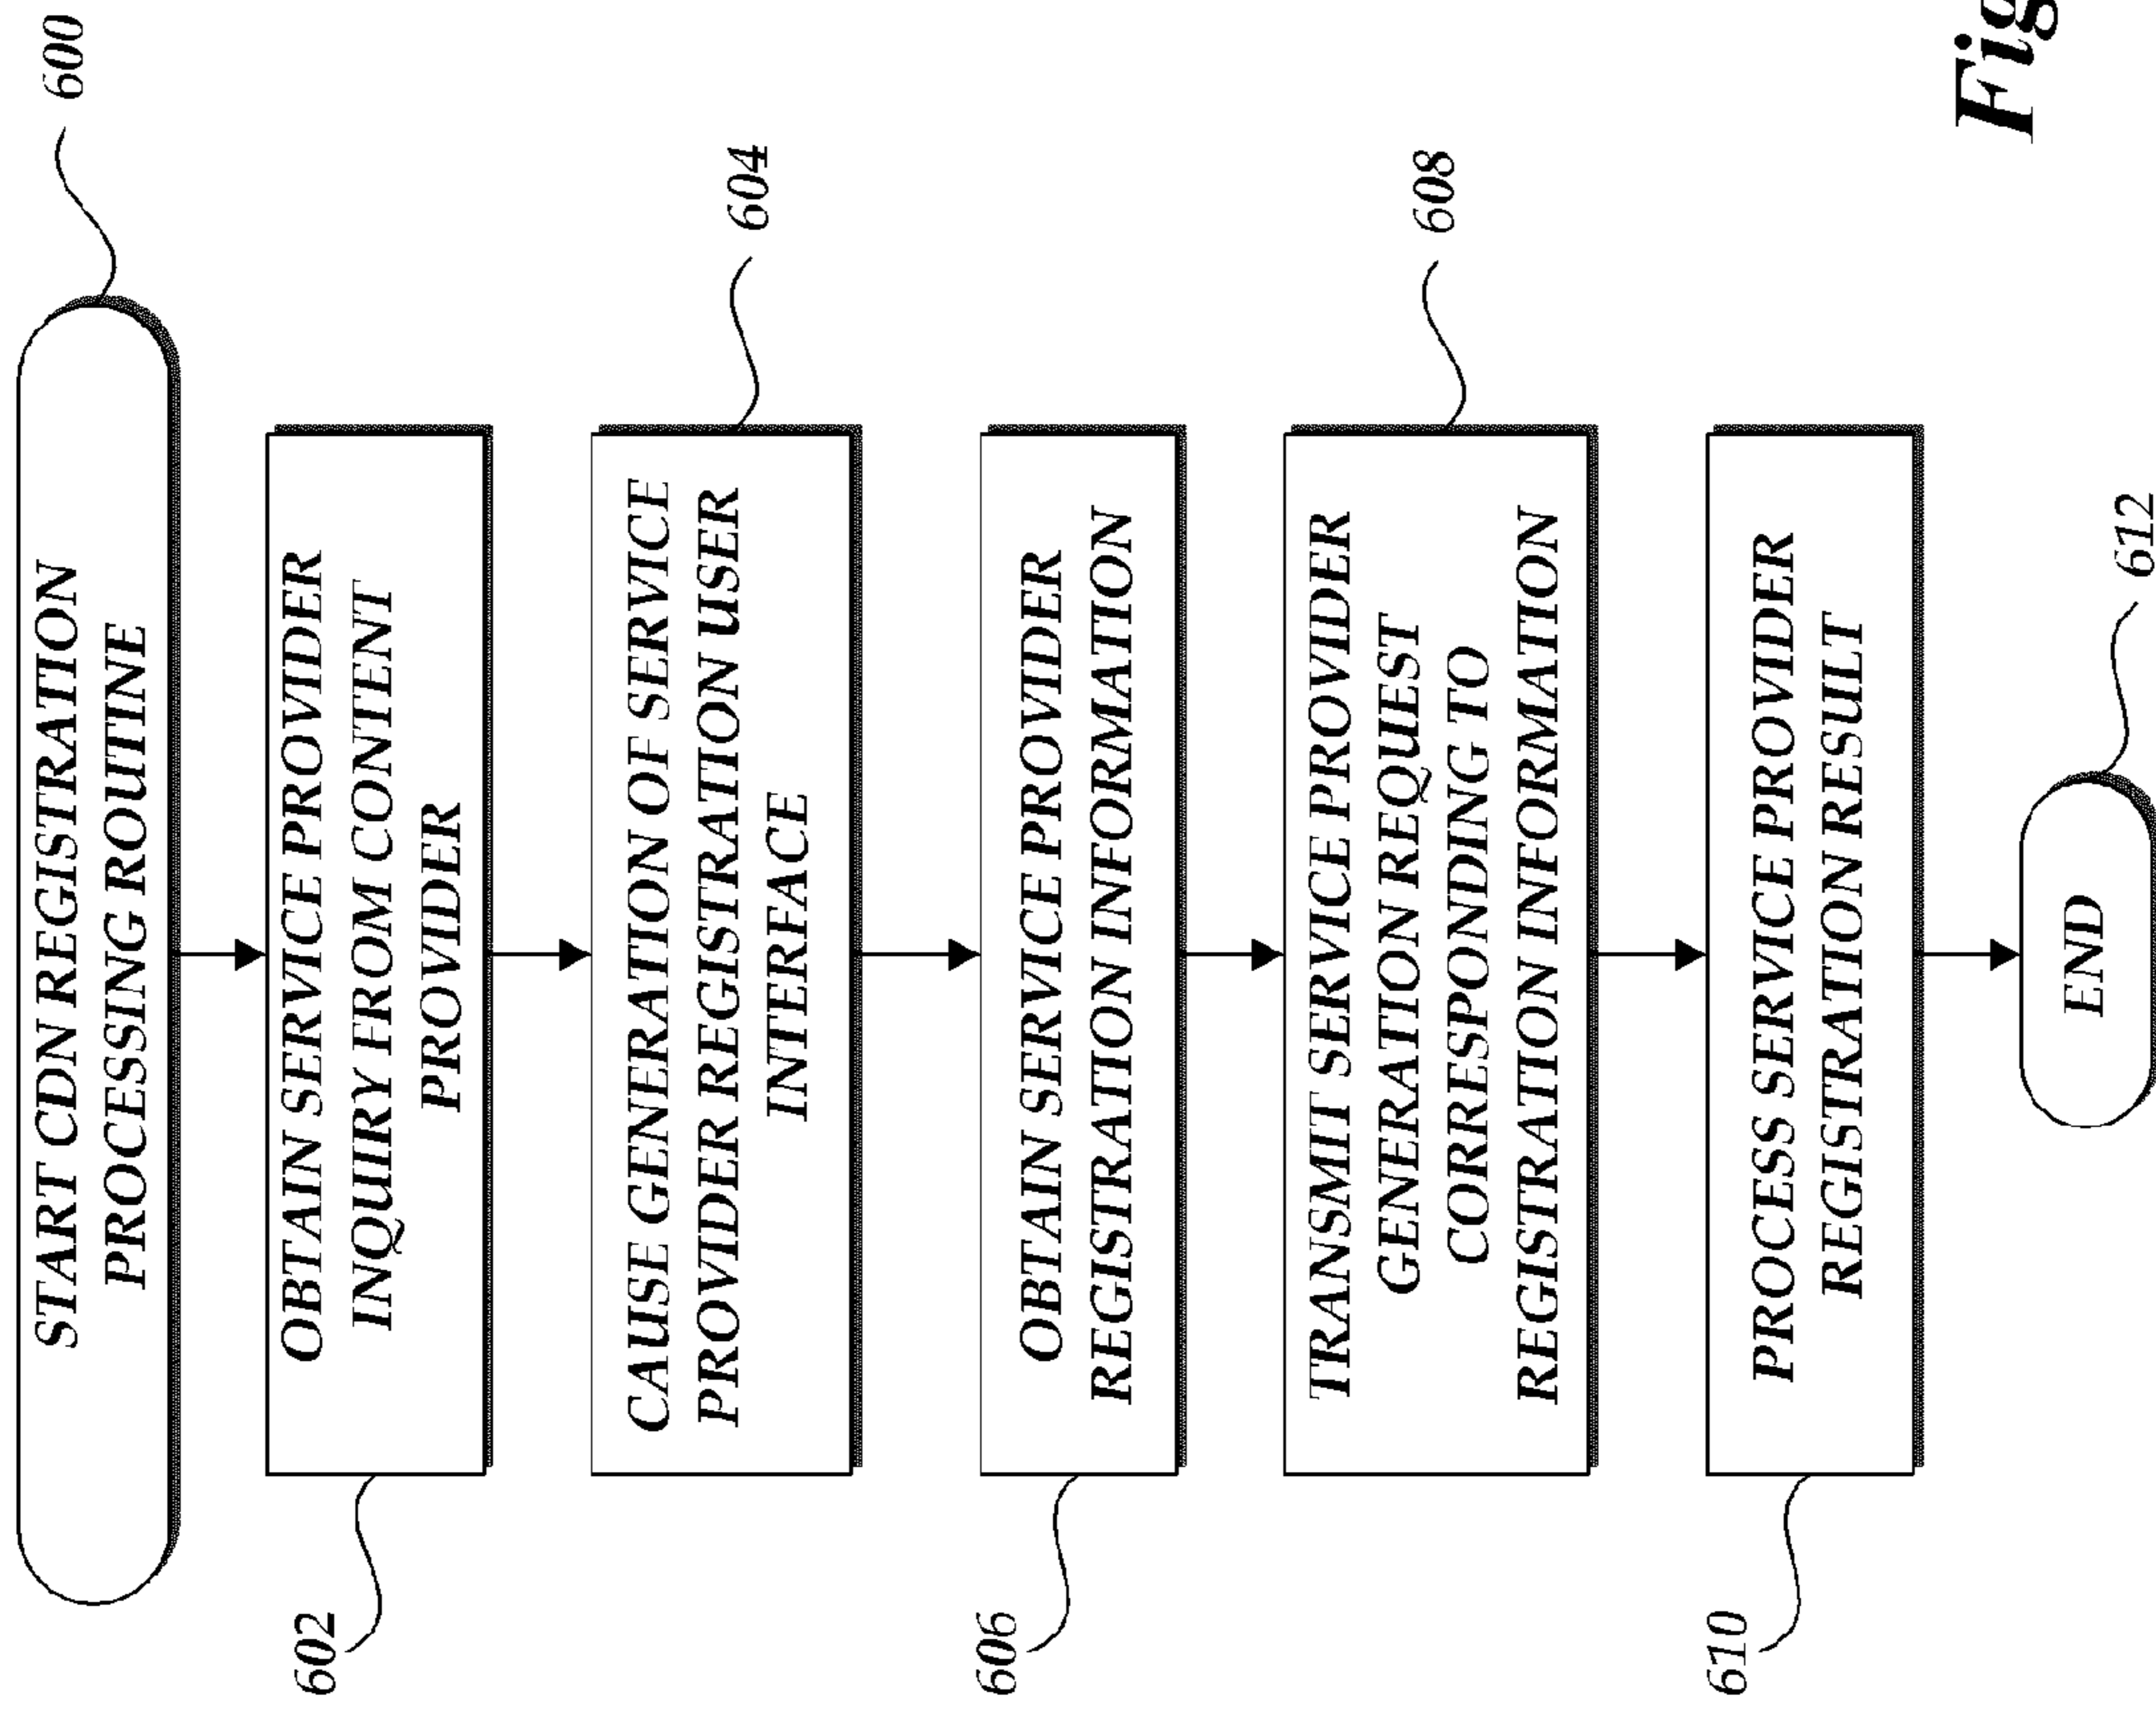 600
START CDN REGISTRATION
PROCESSING ROUTINE
602
OBTAIN SERVICE PROVIDER
INQUIRY FROM CONTENT
PROVIDER
604
CAUSE GENERATION OF SERVICE
PROVIDER REGISTRATION USER
INTERFACE
606
OBTAIN SERVICE PROVIDER
REGISTRATION INFORMATION
608
TRANSMIT SERVICE PROVIDER
GENERATION REQUEST
CORRESPONDING TO
REGISTRATION INFORMATION
610
PROCESS SERVICE PROVIDER
REGISTRATION RESULT
612
END
Fig